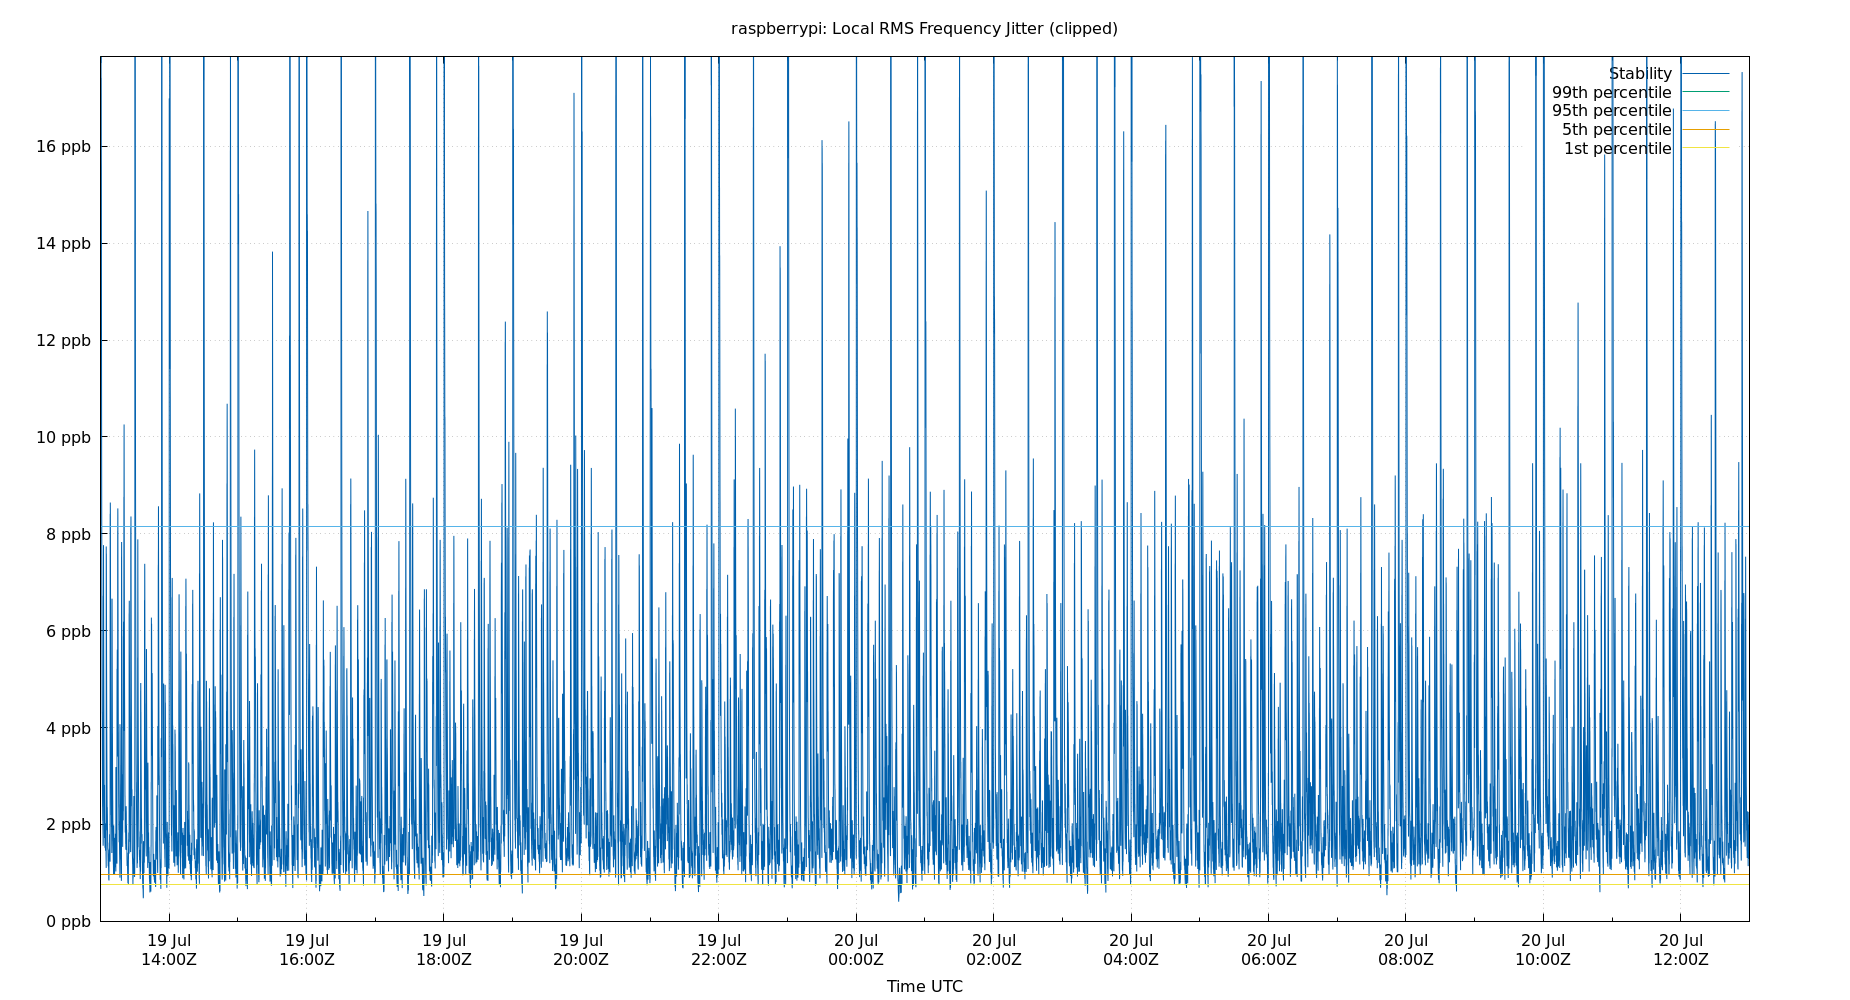 raspberrypi: Local RMS Frequency Jitter (clipped)
Stability
99th percentile
95th percentile
5th percentile
1st percentile
16 ppb
14 ppb
12 ppb
10 ppb
8 ppb
6 ppb
4 ppb
2 ppb
0 ppb
19 Jul 19 Jul 19 Jul 19 Jul 19 Jul 20 Jul 20 Jul 20 Jul 20 Jul 20 Jul 20 Jul 20 Jul
14:00Z 16:00Z 18:00Z 20:00Z 22:00Z 00:00Z 02:00Z 04:00Z 06:00Z 08:00Z 10:00Z 12:00Z
Time UTC